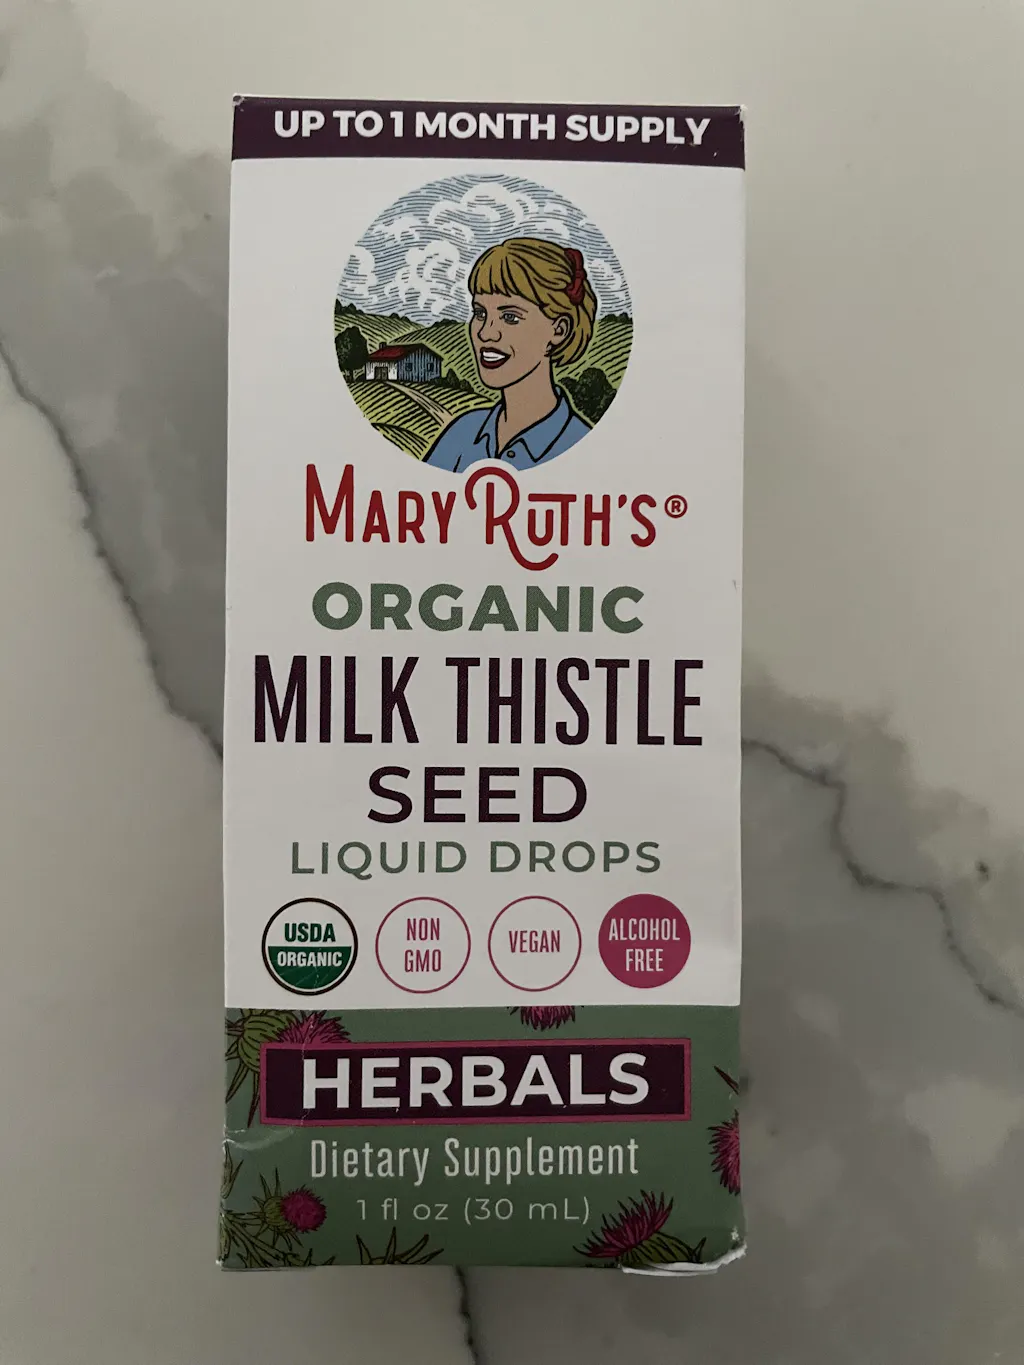 UP TO 1 MONTH SUPPLY
MARY RUTH'S®
ORGANIC
MILK THISTLE
SEED
LIQUID DROPS
USDA
ORGANIC
NON
GMO
VEGAN
ALCOHOL
FREE
HERBALS
Dietary Supplement
1 fl oz (30 mL)